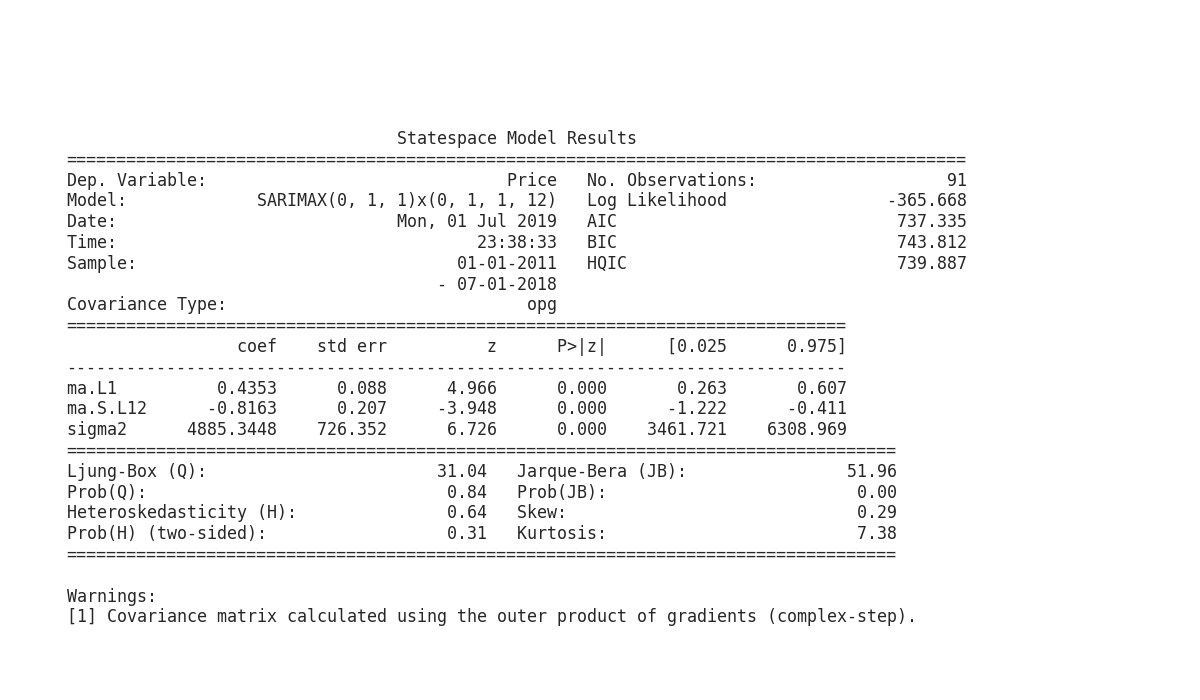 Statespace Model Results
==========================================================================================
Dep. Variable:                              Price   No. Observations:                   91
Model:             SARIMAX(0, 1, 1)x(0, 1, 1, 12)   Log Likelihood                -365.668
Date:                            Mon, 01 Jul 2019   AIC                            737.335
Time:                                    23:38:33   BIC                            743.812
Sample:                                01-01-2011   HQIC                           739.887
                                     - 07-01-2018
Covariance Type:                              opg
==============================================================================
                 coef    std err          z      P>|z|      [0.025      0.975]
------------------------------------------------------------------------------
ma.L1          0.4353      0.088      4.966      0.000       0.263       0.607
ma.S.L12      -0.8163      0.207     -3.948      0.000      -1.222      -0.411
sigma2      4885.3448    726.352      6.726      0.000    3461.721    6308.969
===================================================================================
Ljung-Box (Q):                       31.04   Jarque-Bera (JB):                51.96
Prob(Q):                              0.84   Prob(JB):                         0.00
Heteroskedasticity (H):               0.64   Skew:                             0.29
Prob(H) (two-sided):                  0.31   Kurtosis:                         7.38
===================================================================================

Warnings:
[1] Covariance matrix calculated using the outer product of gradients (complex-step).